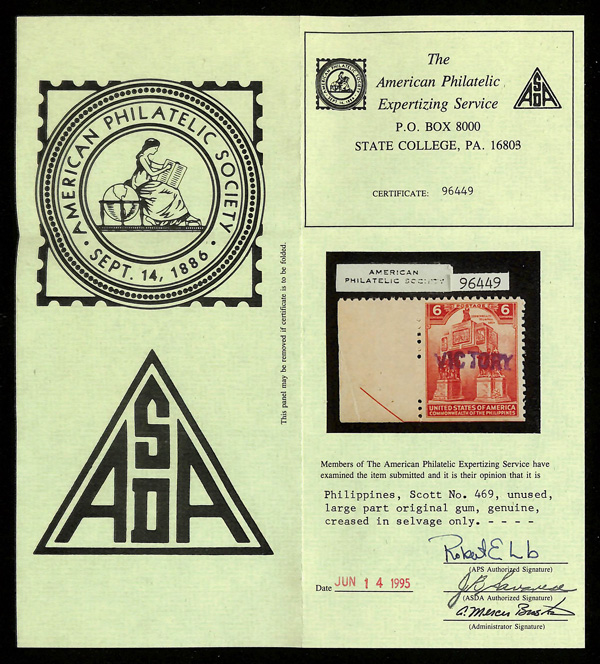 AMERICAN PHILATELIC SOCIETY
• SEPT. 14, 1886 •
ASDA
This panel may be removed if certificate is to be folded.
The
American Philatelic
Expertizing Service
P.O. BOX 8000
STATE COLLEGE, PA. 16803
ASDA
CERTIFICATE: 96449
AMERICAN
PHILATELIC SOCIETY
96449
6 POSTAGE 6
VICTORY
UNITED STATES OF AMERICA
COMMONWEALTH OF THE PHILIPPINES
Members of The American Philatelic Expertizing Service have
examined the item submitted and it is their opinion that it is
Philippines, Scott No. 469, unused,
large part original gum, genuine,
creased in selvage only. - - - -
(APS Authorized Signature)
Date JUN 14 1995
(ASDA Authorized Signature)
(Administrator Signature)